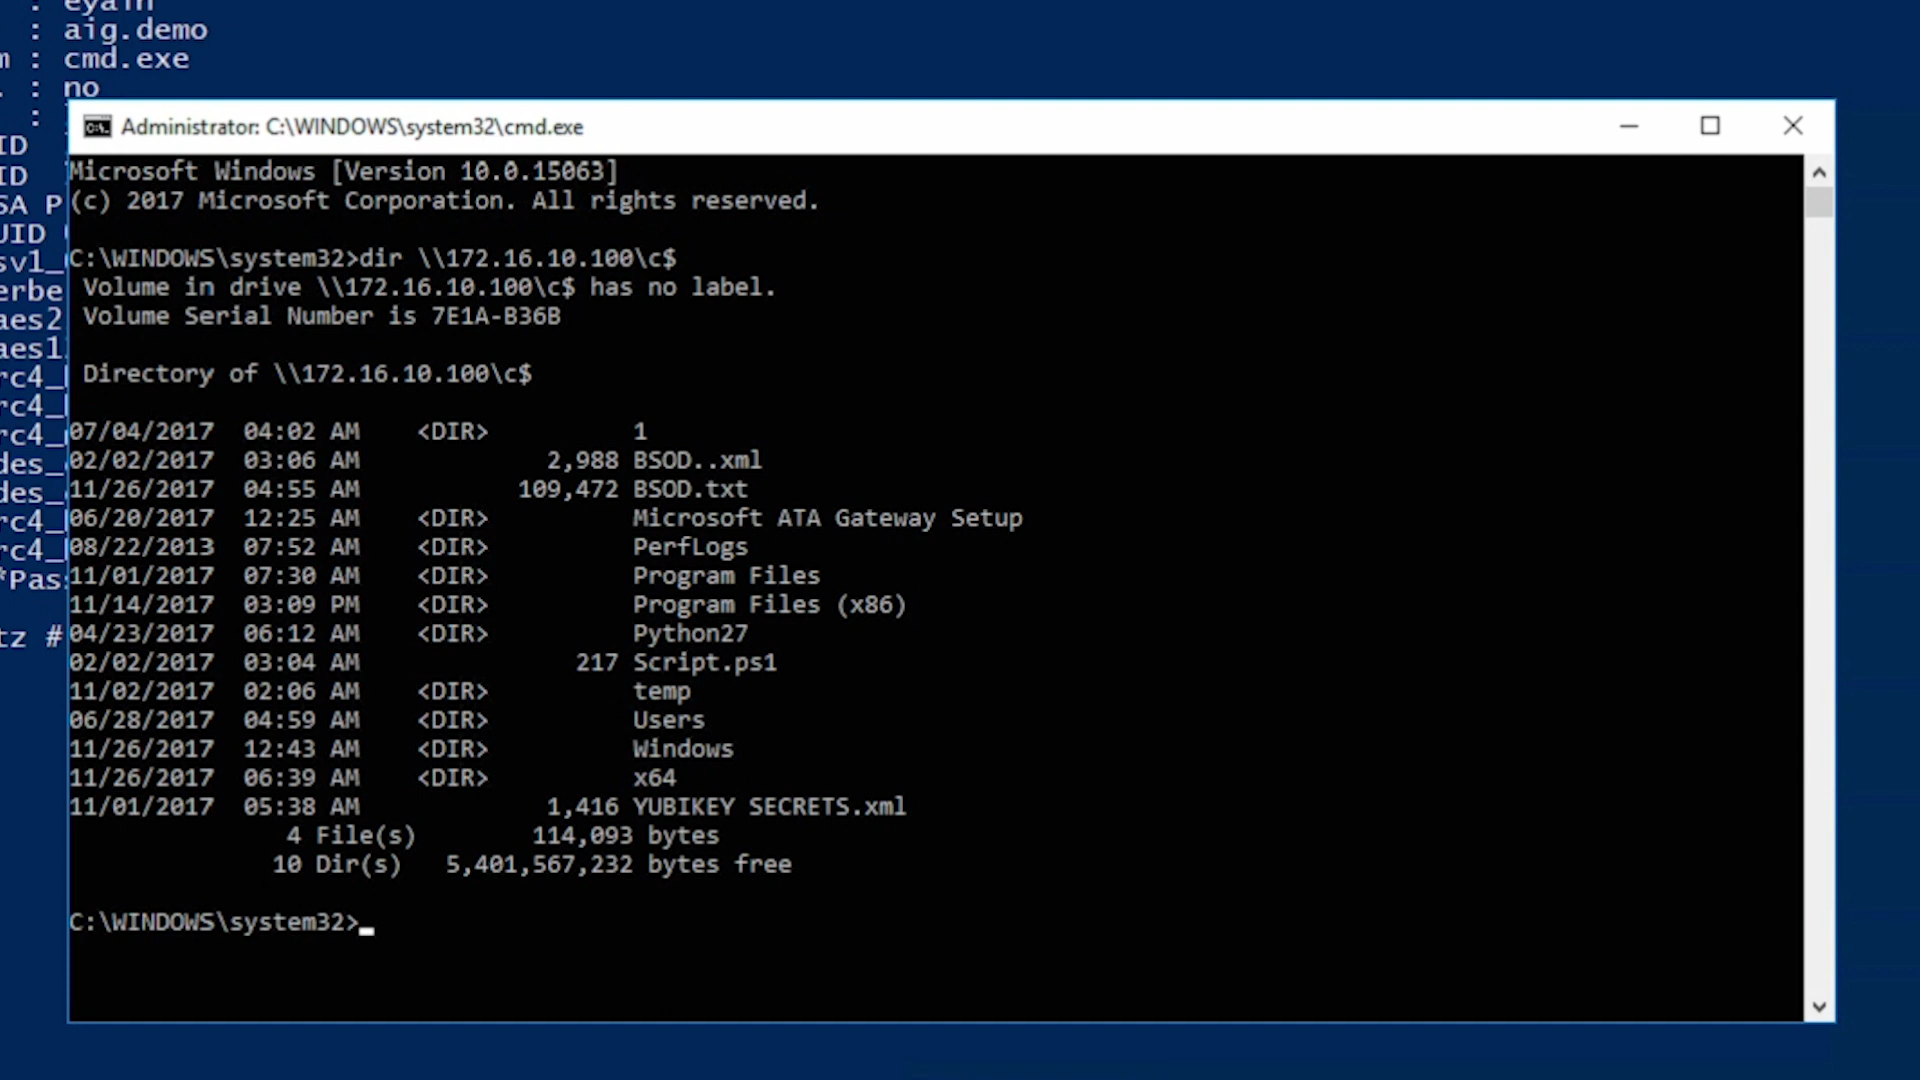 : eyain
: aig.demo
m : cmd.exe
: no
:
ID
ID
SA P
UID
sv1_
erbe
aes2
aes1
rc4_
rc4_
rc4_
des_
des_
rc4_
rc4_
*Pas
tz #
Administrator: C:\WINDOWS\system32\cmd.exe
Microsoft Windows [Version 10.0.15063]
(c) 2017 Microsoft Corporation. All rights reserved.
C:\WINDOWS\system32>dir \\172.16.10.100\c$
Volume in drive \\172.16.10.100\c$ has no label.
Volume Serial Number is 7E1A-B36B
Directory of \\172.16.10.100\c$
07/04/2017 04:02 AM <DIR> 1
02/02/2017 03:06 AM 2,988 BSOD..xml
11/26/2017 04:55 AM 109,472 BSOD.txt
06/20/2017 12:25 AM <DIR> Microsoft ATA Gateway Setup
08/22/2013 07:52 AM <DIR> PerfLogs
11/01/2017 07:30 AM <DIR> Program Files
11/14/2017 03:09 PM <DIR> Program Files (x86)
04/23/2017 06:12 AM <DIR> Python27
02/02/2017 03:04 AM 217 Script.ps1
11/02/2017 02:06 AM <DIR> temp
06/28/2017 04:59 AM <DIR> Users
11/26/2017 12:43 AM <DIR> Windows
11/26/2017 06:39 AM <DIR> x64
11/01/2017 05:38 AM 1,416 YUBIKEY SECRETS.xml
4 File(s) 114,093 bytes
10 Dir(s) 5,401,567,232 bytes free
C:\WINDOWS\system32>